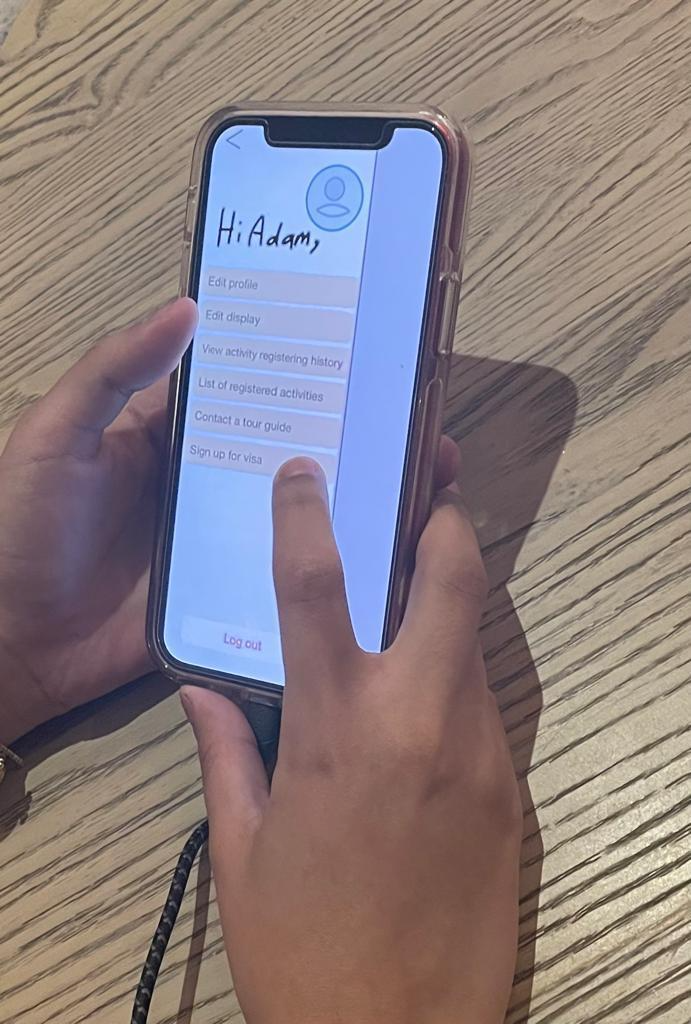 Hi Adam,
Edit profile
Edit display
View activity registering history
List of registered activities
Contact a tour guide
Sign up for visa
Log out